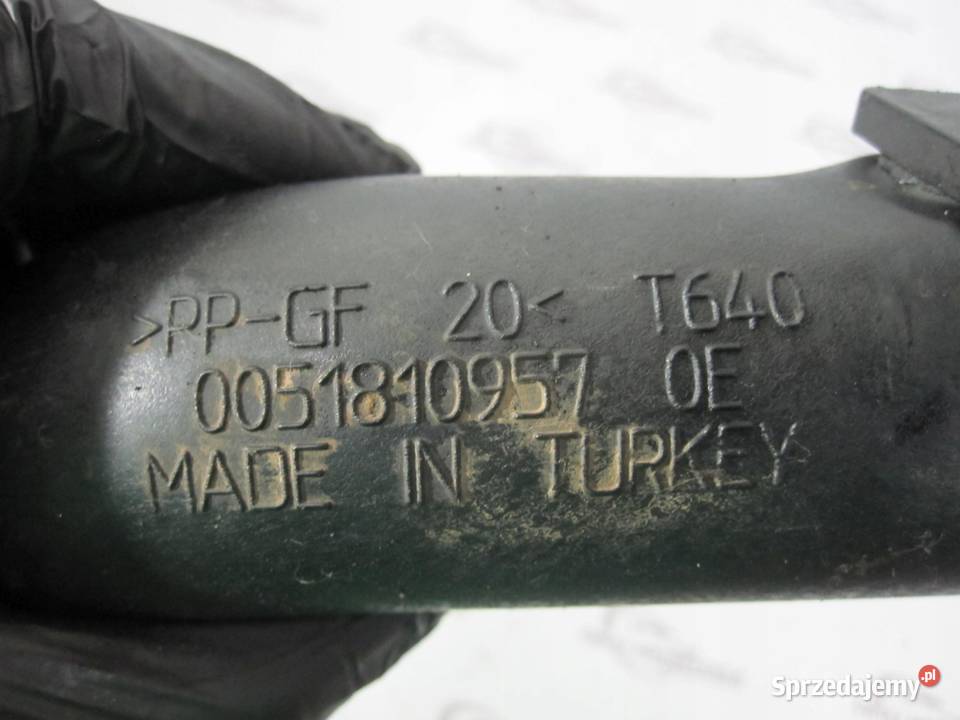 >PP-GF 20< T640
0051810957 0E
MADE IN TURKEY
Sprzedajemy.pl